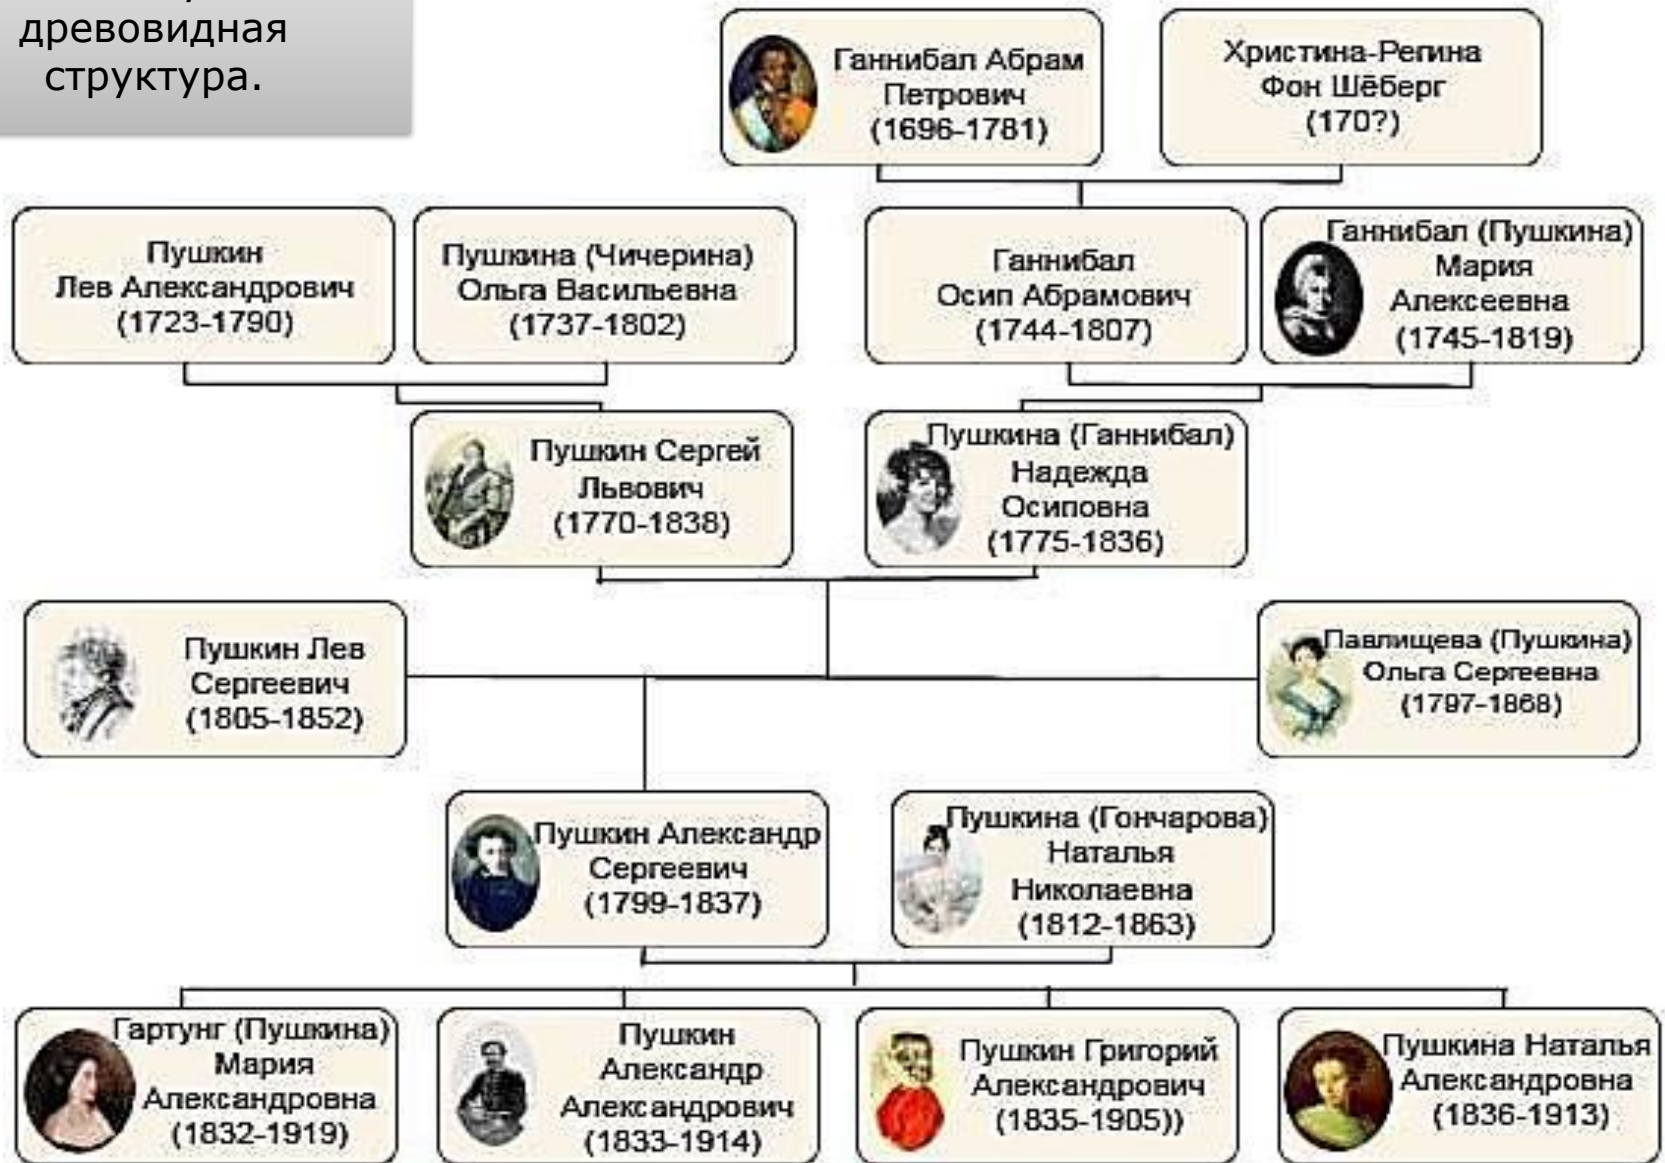 древовидная
структура.
Ганнибал Абрам
Петрович
(1696-1781)
Христина-Регина
Фон Шёберг
(170?)
Пушкин
Лев Александрович
(1723-1790)
Пушкина (Чичерина)
Ольга Васильевна
(1737-1802)
Ганнибал
Осип Абрамович
(1744-1807)
Ганнибал (Пушкина)
Мария
Алексеевна
(1745-1819)
Пушкин Сергей
Львович
(1770-1838)
Пушкина (Ганнибал)
Надежда
Осиповна
(1775-1836)
Пушкин Лев
Сергеевич
(1805-1852)
Павлищева (Пушкина)
Ольга Сергеевна
(1797-1868)
Пушкин Александр
Сергеевич
(1799-1837)
Пушкина (Гончарова)
Наталья
Николаевна
(1812-1863)
Гартунг (Пушкина)
Мария
Александровна
(1832-1919)
Пушкин
Александр
Александрович
(1833-1914)
Пушкин Григорий
Александрович
(1835-1905))
Пушкина Наталья
Александровна
(1836-1913)